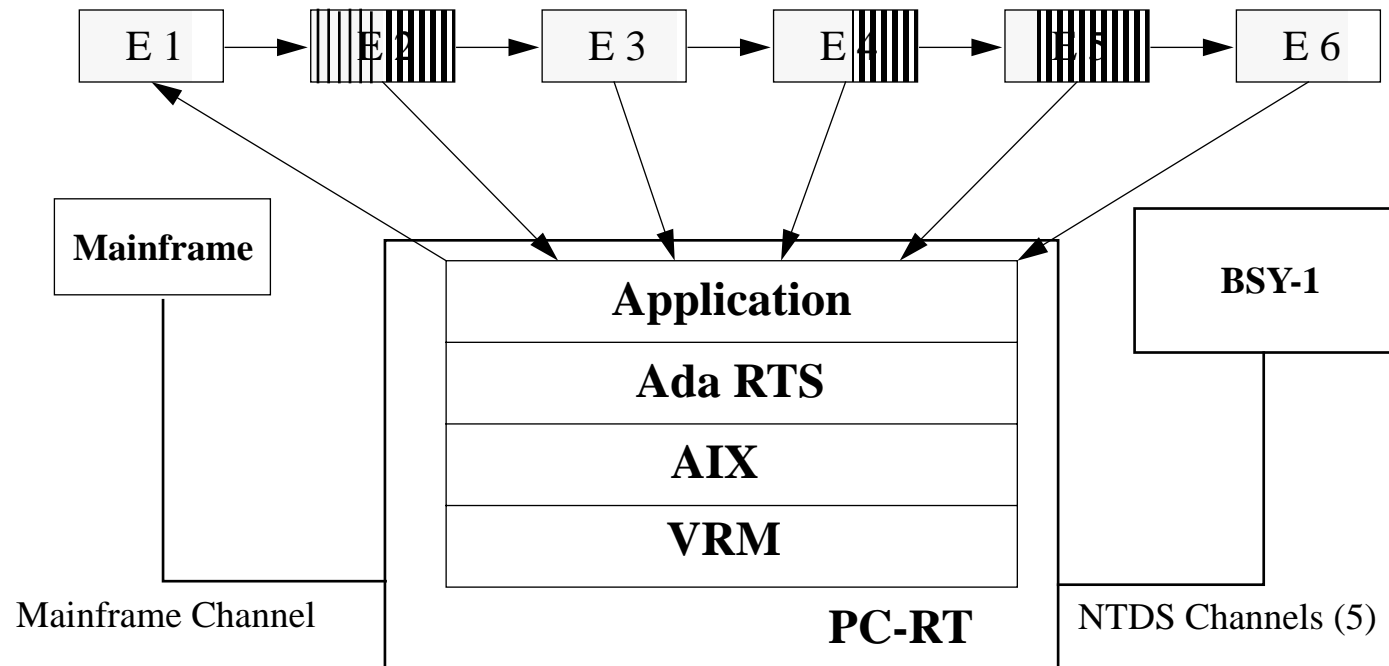 E 1
E 2
E 3
E 4
E 5
E 6
Mainframe
BSY-1
Application
Ada RTS
AIX
VRM
Mainframe Channel
PC-RT
NTDS Channels (5)